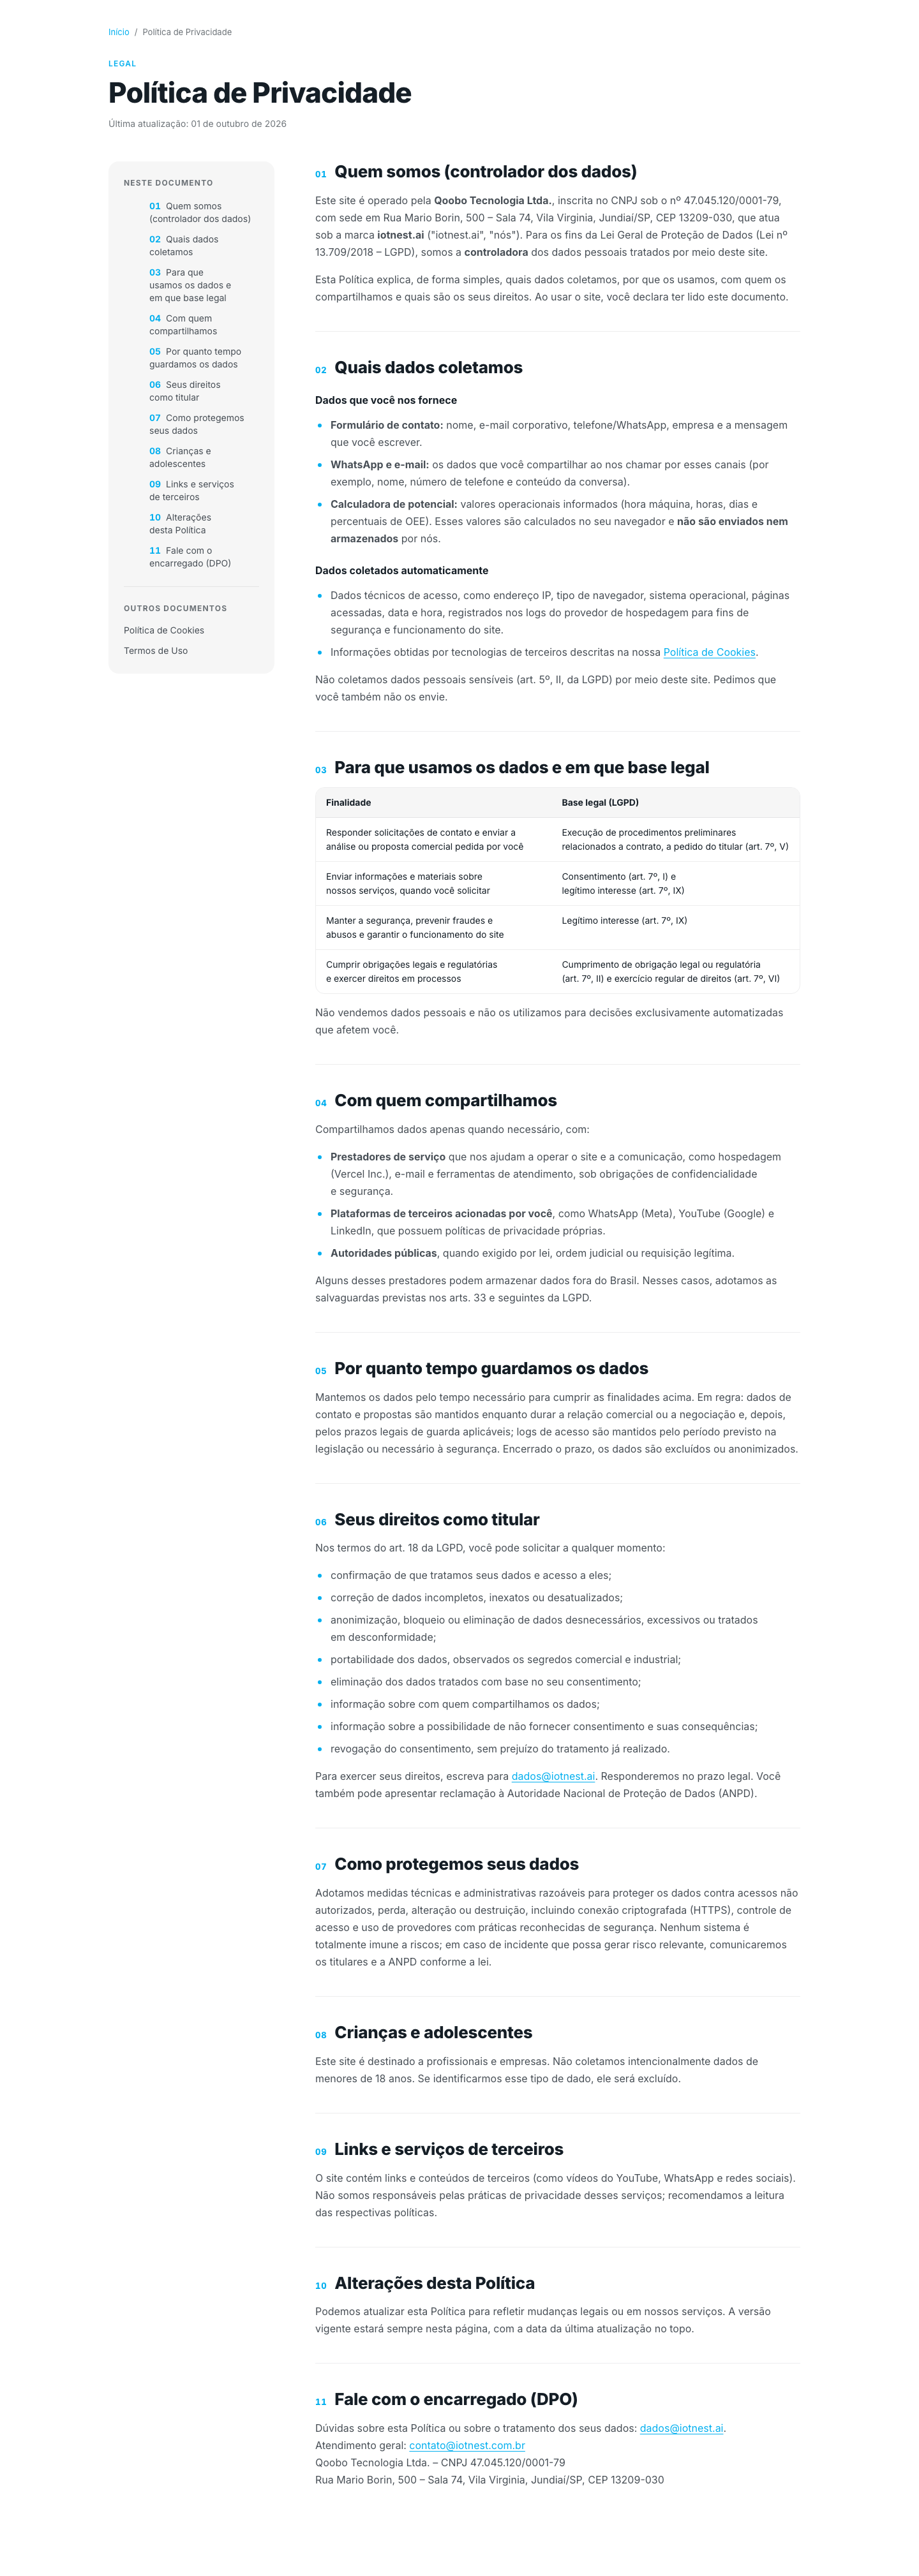 Início / Política de Privacidade
LEGAL
Política de Privacidade
Última atualização: 01 de outubro de 2026
NESTE DOCUMENTO
01 Quem somos
(controlador dos dados)
02 Quais dados
coletamos
03 Para que
usamos os dados e
em que base legal
04 Com quem
compartilhamos
05 Por quanto tempo
guardamos os dados
06 Seus direitos
como titular
07 Como protegemos
seus dados
08 Crianças e
adolescentes
09 Links e serviços
de terceiros
10 Alterações
desta Política
11 Fale com o
encarregado (DPO)
OUTROS DOCUMENTOS
Política de Cookies
Termos de Uso
01 Quem somos (controlador dos dados)
Este site é operado pela Qoobo Tecnologia Ltda., inscrita no CNPJ sob o nº 47.045.120/0001-79,
com sede em Rua Mario Borin, 500 – Sala 74, Vila Virginia, Jundiaí/SP, CEP 13209-030, que atua
sob a marca iotnest.ai ("iotnest.ai", "nós"). Para os fins da Lei Geral de Proteção de Dados (Lei nº
13.709/2018 – LGPD), somos a controladora dos dados pessoais tratados por meio deste site.
Esta Política explica, de forma simples, quais dados coletamos, por que os usamos, com quem os
compartilhamos e quais são os seus direitos. Ao usar o site, você declara ter lido este documento.
02 Quais dados coletamos
Dados que você nos fornece
Formulário de contato: nome, e-mail corporativo, telefone/WhatsApp, empresa e a mensagem
que você escrever.
WhatsApp e e-mail: os dados que você compartilhar ao nos chamar por esses canais (por
exemplo, nome, número de telefone e conteúdo da conversa).
Calculadora de potencial: valores operacionais informados (hora máquina, horas, dias e
percentuais de OEE). Esses valores são calculados no seu navegador e não são enviados nem
armazenados por nós.
Dados coletados automaticamente
Dados técnicos de acesso, como endereço IP, tipo de navegador, sistema operacional, páginas
acessadas, data e hora, registrados nos logs do provedor de hospedagem para fins de
segurança e funcionamento do site.
Informações obtidas por tecnologias de terceiros descritas na nossa Política de Cookies.
Não coletamos dados pessoais sensíveis (art. 5º, II, da LGPD) por meio deste site. Pedimos que
você também não os envie.
03 Para que usamos os dados e em que base legal
Finalidade Base legal (LGPD)
Responder solicitações de contato e enviar a
análise ou proposta comercial pedida por você
Execução de procedimentos preliminares
relacionados a contrato, a pedido do titular (art. 7º, V)
Enviar informações e materiais sobre
nossos serviços, quando você solicitar
Consentimento (art. 7º, I) e
legítimo interesse (art. 7º, IX)
Manter a segurança, prevenir fraudes e
abusos e garantir o funcionamento do site
Legítimo interesse (art. 7º, IX)
Cumprir obrigações legais e regulatórias
e exercer direitos em processos
Cumprimento de obrigação legal ou regulatória
(art. 7º, II) e exercício regular de direitos (art. 7º, VI)
Não vendemos dados pessoais e não os utilizamos para decisões exclusivamente automatizadas
que afetem você.
04 Com quem compartilhamos
Compartilhamos dados apenas quando necessário, com:
Prestadores de serviço que nos ajudam a operar o site e a comunicação, como hospedagem
(Vercel Inc.), e-mail e ferramentas de atendimento, sob obrigações de confidencialidade
e segurança.
Plataformas de terceiros acionadas por você, como WhatsApp (Meta), YouTube (Google) e
LinkedIn, que possuem políticas de privacidade próprias.
Autoridades públicas, quando exigido por lei, ordem judicial ou requisição legítima.
Alguns desses prestadores podem armazenar dados fora do Brasil. Nesses casos, adotamos as
salvaguardas previstas nos arts. 33 e seguintes da LGPD.
05 Por quanto tempo guardamos os dados
Mantemos os dados pelo tempo necessário para cumprir as finalidades acima. Em regra: dados de
contato e propostas são mantidos enquanto durar a relação comercial ou a negociação e, depois,
pelos prazos legais de guarda aplicáveis; logs de acesso são mantidos pelo período previsto na
legislação ou necessário à segurança. Encerrado o prazo, os dados são excluídos ou anonimizados.
06 Seus direitos como titular
Nos termos do art. 18 da LGPD, você pode solicitar a qualquer momento:
confirmação de que tratamos seus dados e acesso a eles;
correção de dados incompletos, inexatos ou desatualizados;
anonimização, bloqueio ou eliminação de dados desnecessários, excessivos ou tratados
em desconformidade;
portabilidade dos dados, observados os segredos comercial e industrial;
eliminação dos dados tratados com base no seu consentimento;
informação sobre com quem compartilhamos os dados;
informação sobre a possibilidade de não fornecer consentimento e suas consequências;
revogação do consentimento, sem prejuízo do tratamento já realizado.
Para exercer seus direitos, escreva para dados@iotnest.ai. Responderemos no prazo legal. Você
também pode apresentar reclamação à Autoridade Nacional de Proteção de Dados (ANPD).
07 Como protegemos seus dados
Adotamos medidas técnicas e administrativas razoáveis para proteger os dados contra acessos não
autorizados, perda, alteração ou destruição, incluindo conexão criptografada (HTTPS), controle de
acesso e uso de provedores com práticas reconhecidas de segurança. Nenhum sistema é
totalmente imune a riscos; em caso de incidente que possa gerar risco relevante, comunicaremos
os titulares e a ANPD conforme a lei.
08 Crianças e adolescentes
Este site é destinado a profissionais e empresas. Não coletamos intencionalmente dados de
menores de 18 anos. Se identificarmos esse tipo de dado, ele será excluído.
09 Links e serviços de terceiros
O site contém links e conteúdos de terceiros (como vídeos do YouTube, WhatsApp e redes sociais).
Não somos responsáveis pelas práticas de privacidade desses serviços; recomendamos a leitura
das respectivas políticas.
10 Alterações desta Política
Podemos atualizar esta Política para refletir mudanças legais ou em nossos serviços. A versão
vigente estará sempre nesta página, com a data da última atualização no topo.
11 Fale com o encarregado (DPO)
Dúvidas sobre esta Política ou sobre o tratamento dos seus dados: dados@iotnest.ai.
Atendimento geral: contato@iotnest.com.br
Qoobo Tecnologia Ltda. – CNPJ 47.045.120/0001-79
Rua Mario Borin, 500 – Sala 74, Vila Virginia, Jundiaí/SP, CEP 13209-030